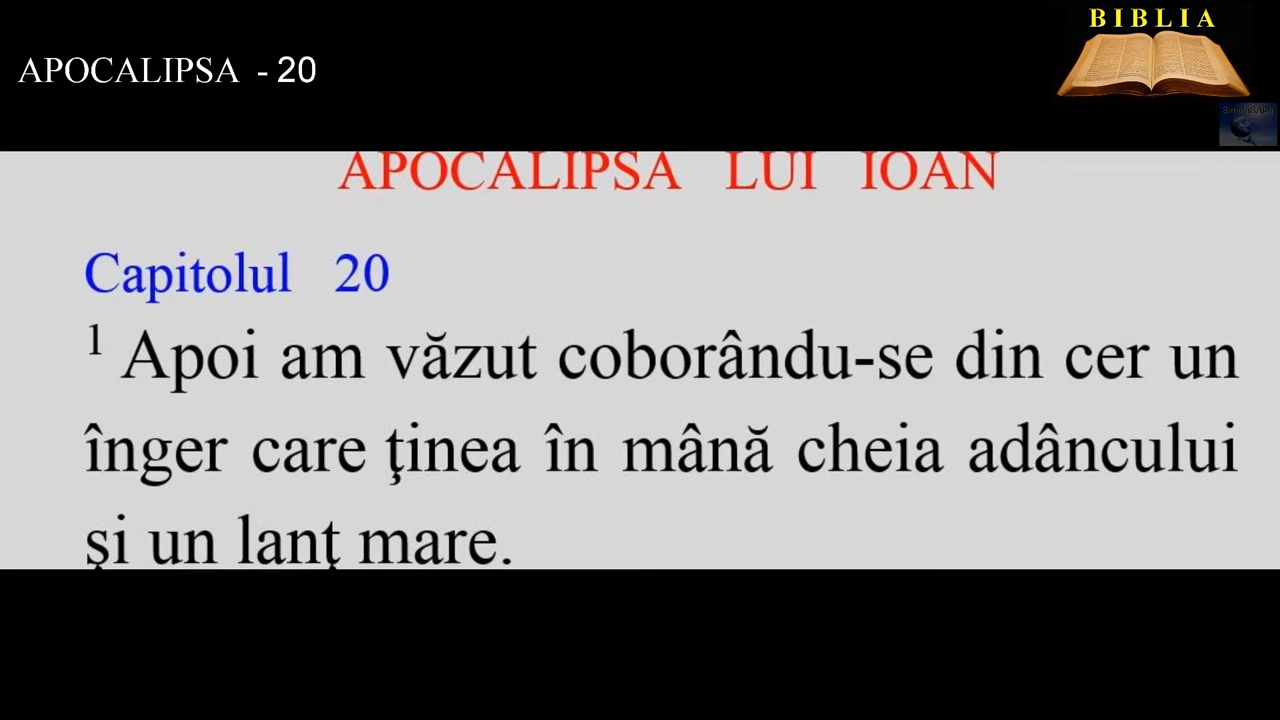 BIBLIA
APOCALIPSA - 20
APOCALIPSA LUI IOAN
Capitolul 20
1 Apoi am văzut coborându-se din cer un
înger care ţinea în mână cheia adâncului
şi un lanţ mare.